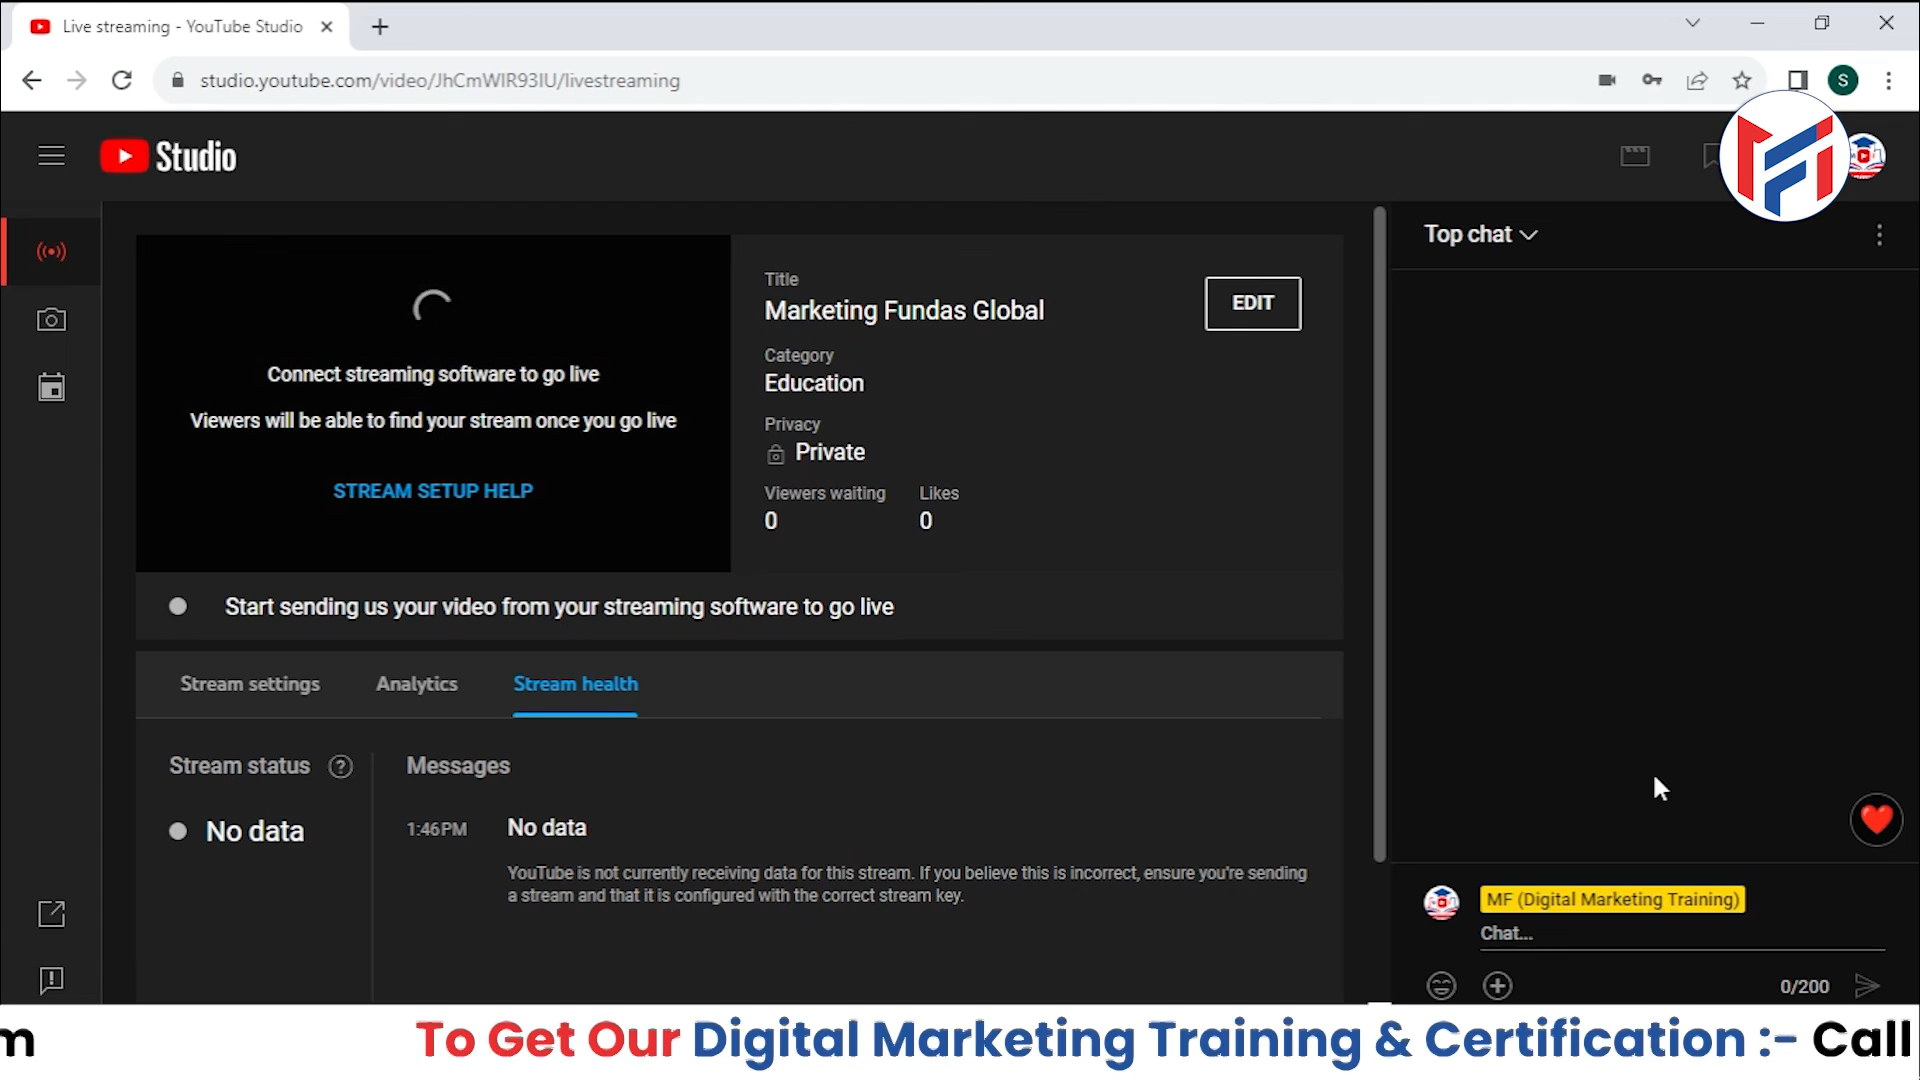 Live streaming - YouTube Studio
studio.youtube.com/video/JhCmWIR93IU/livestreaming
S
Studio
Top chat
Connect streaming software to go live
Viewers will be able to find your stream once you go live
STREAM SETUP HELP
Title
Marketing Fundas Global
EDIT
Category
Education
Privacy
Private
Viewers waiting
Likes
0
0
Start sending us your video from your streaming software to go live
Stream settings
Analytics
Stream health
Stream status
Messages
No data
1:46PM
No data
YouTube is not currently receiving data for this stream. If you believe this is incorrect, ensure you're sending
a stream and that it is configured with the correct stream key.
MF (Digital Marketing Training)
Chat...
0/200
m
To Get Our Digital Marketing Training & Certification :- Call